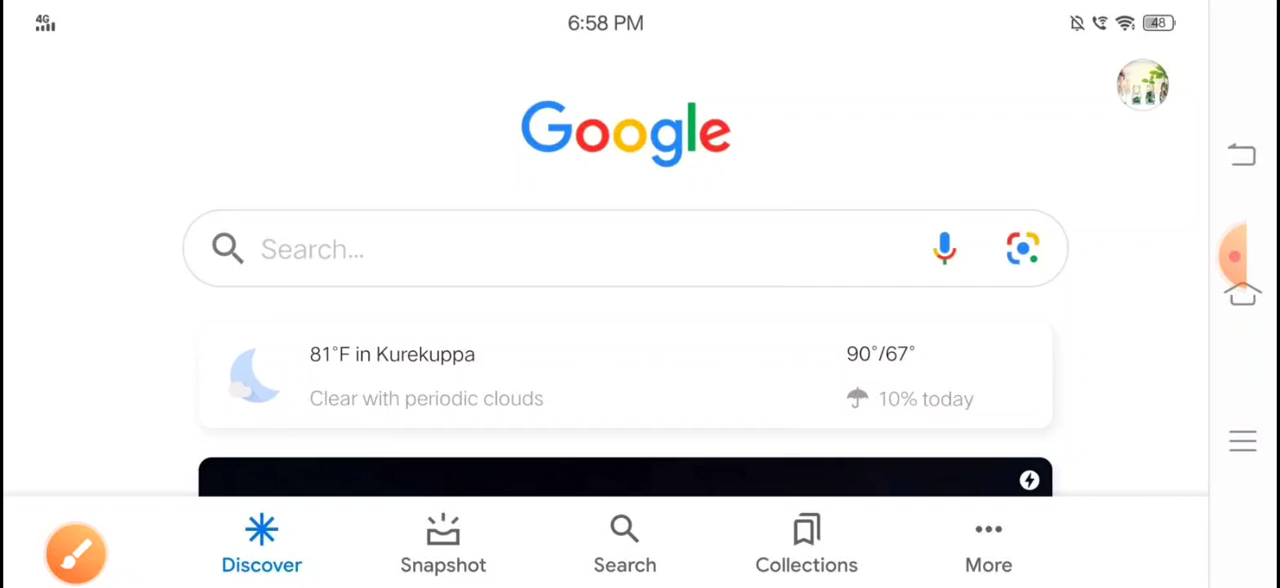 4G 6:58 PM 48
Google
Search...
81°F in Kurekuppa 90°/67°
Clear with periodic clouds 10% today
Discover Snapshot Search Collections More